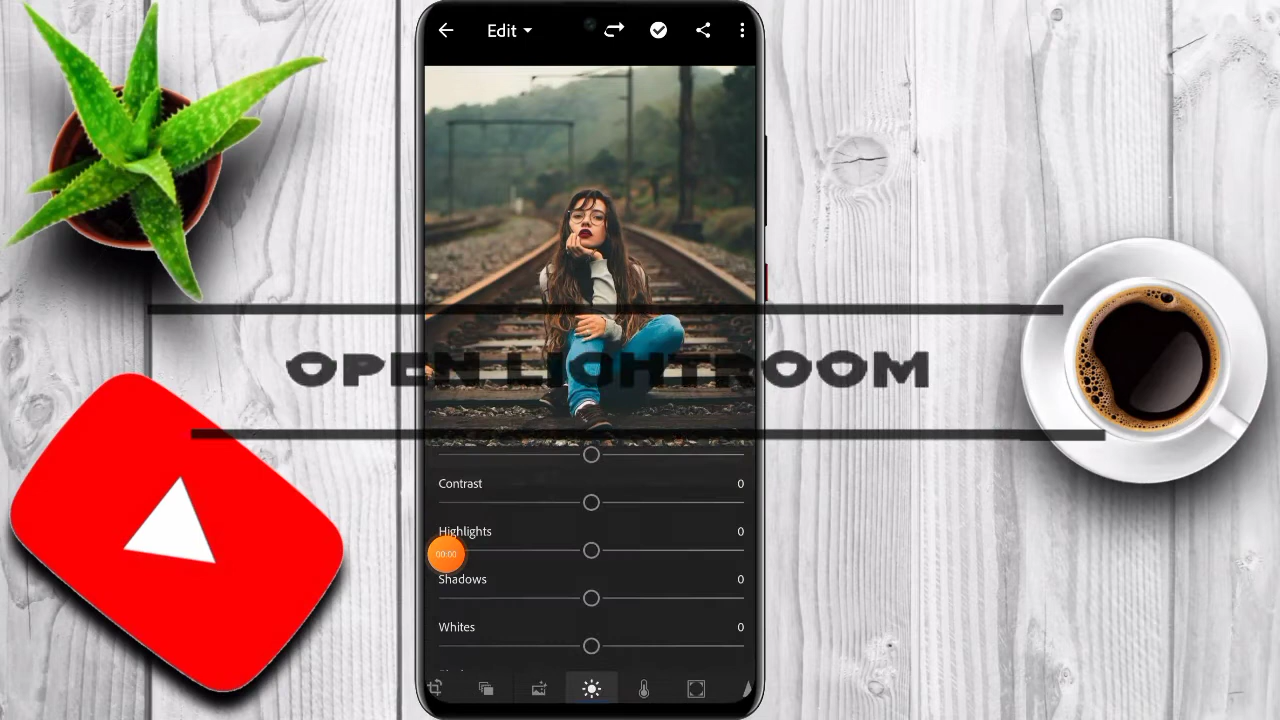 Edit
OPEN LIGHTROOM
Contrast 0
Highlights 0
00:00
Shadows 0
Whites 0